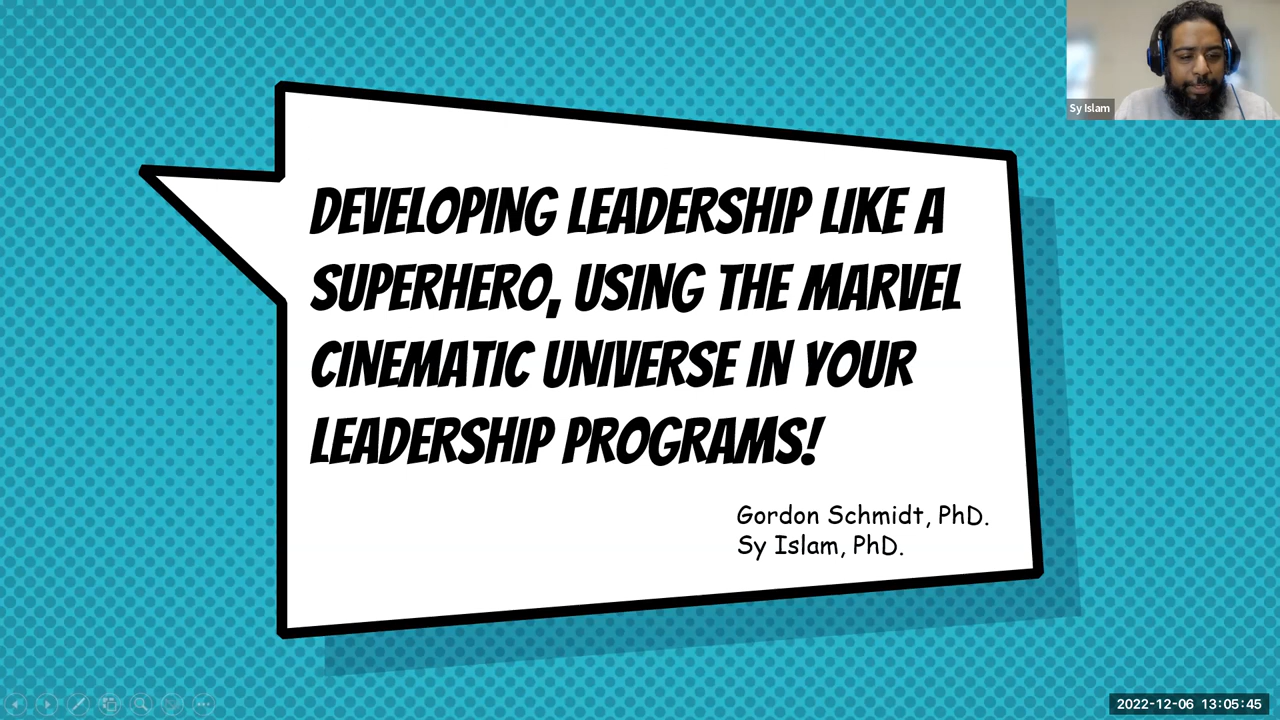 DEVELOPING LEADERSHIP LIKE A
SUPERHERO, USING THE MARVEL
CINEMATIC UNIVERSE IN YOUR
LEADERSHIP PROGRAMS!
Gordon Schmidt, PhD.
Sy Islam, PhD.
Sy Islam
2022-12-06 13:05:45